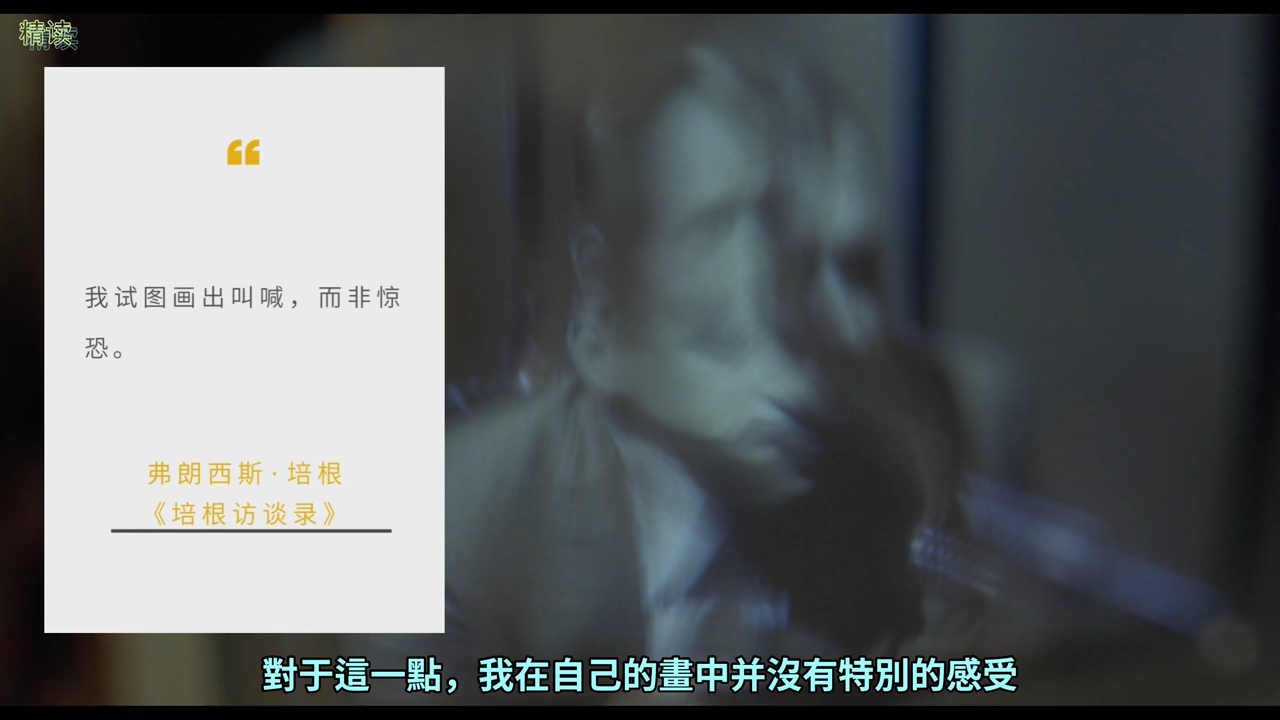 精读
“
我试图画出叫喊，而非惊
恐。
弗朗西斯·培根
《培根访谈录》
對于這一點，我在自己的畫中并沒有特別的感受